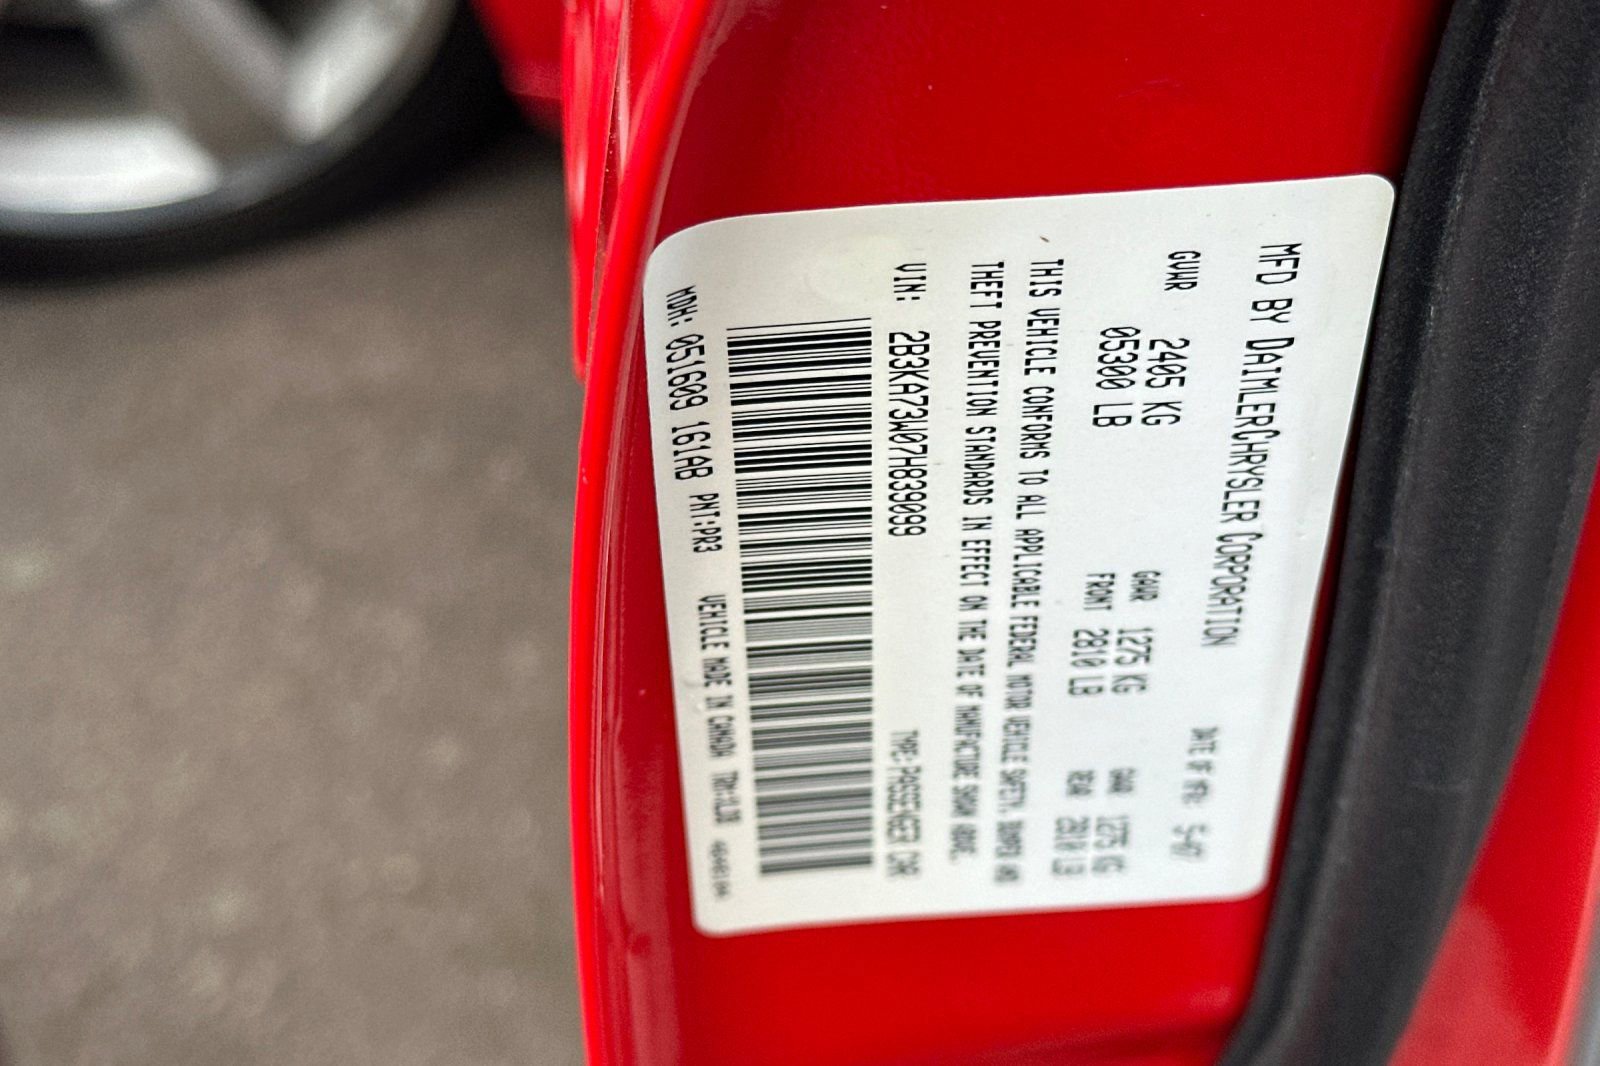 MFD BY DAIMLERCHRYSLER CORPORATION DATE OF MFR: 5-07
GVWR 2405 KG GAWR 1275 KG GAWR 1275 KG
05300 LB FRONT 2810 LB REAR 2810 LB
THIS VEHICLE CONFORMS TO ALL APPLICABLE FEDERAL MOTOR VEHICLE SAFETY, BUMPER AND
THEFT PREVENTION STANDARDS IN EFFECT ON THE DATE OF MANUFACTURE SHOWN ABOVE.
VIN: 2B3KA73W07H839099 TYPE: PASSENGER CAR
MDH: 051609 161AB PNT:PR3 VEHICLE MADE IN CANADA